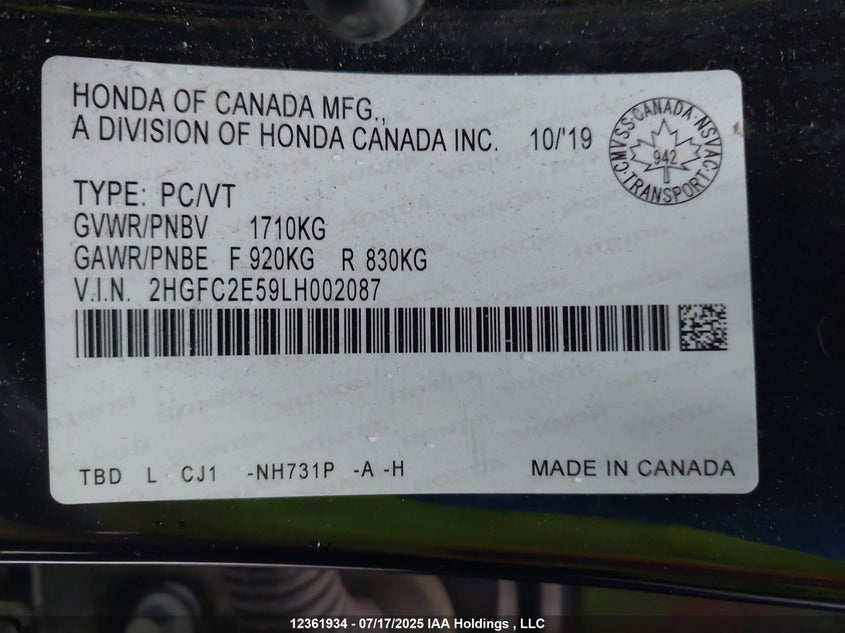 HONDA OF CANADA MFG.,
A DIVISION OF HONDA CANADA INC. 10/'19
CMVSS·CANADA·NSVAC·TRANSPORT·
942
TYPE: PC/VT
GVWR/PNBV 1710KG
GAWR/PNBE F 920KG R 830KG
V.I.N. 2HGFC2E59LH002087
TBD L CJ1 -NH731P -A -H MADE IN CANADA
12361934 - 07/17/2025 IAA Holdings , LLC